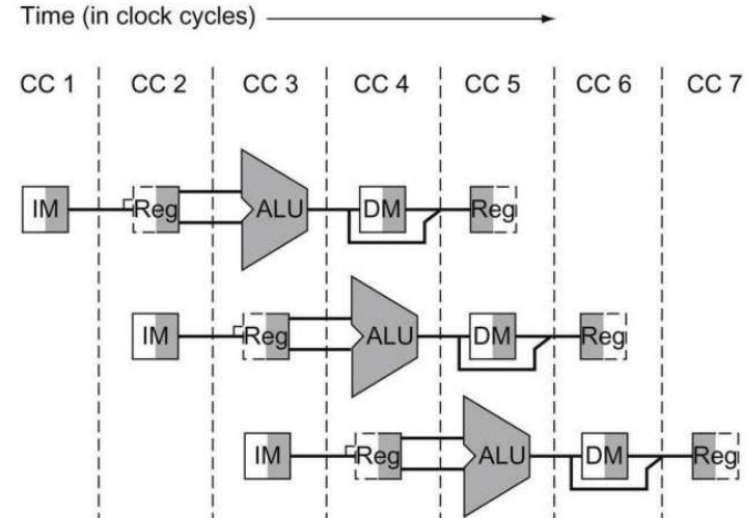 Time (in clock cycles)
CC 1 CC 2 CC 3 CC 4 CC 5 CC 6 CC 7
IM Reg ALU DM Reg
IM Reg ALU DM Reg
IM Reg ALU DM Reg